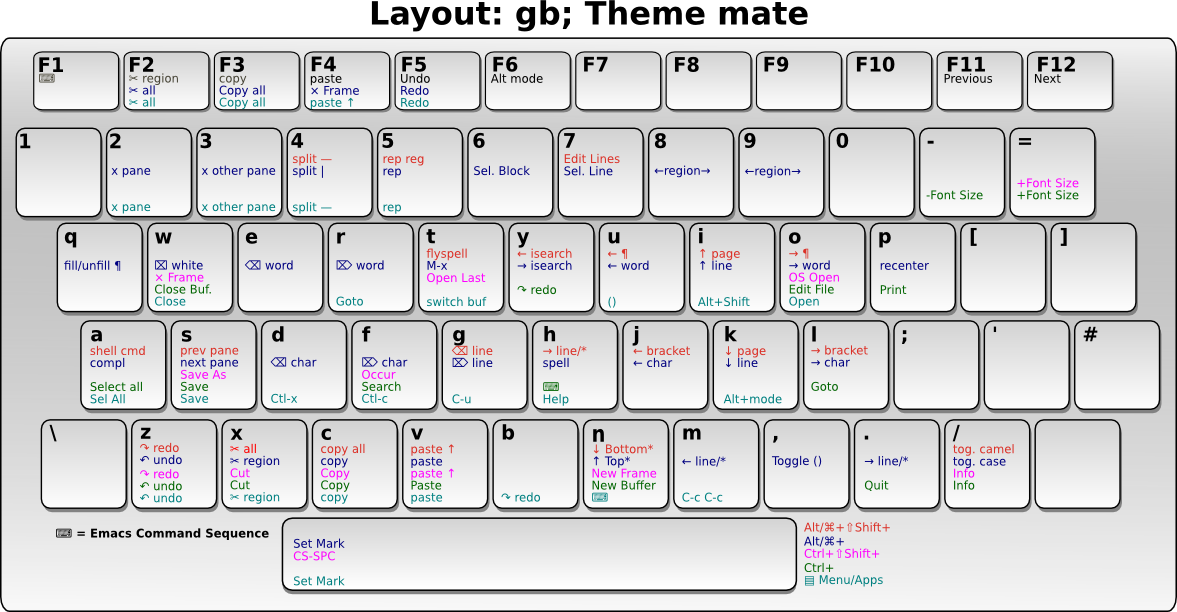 Layout: gb; Theme mate
F1
⌨
F2
✂ region
✂ all
✂ all
F3
copy
Copy all
Copy all
F4
paste
× Frame
paste ↑
F5
Undo
Redo
Redo
F6
Alt mode
F7
F8
F9
F10
F11
Previous
F12
Next
1
2
x pane
x pane
3
x other pane
x other pane
4
split —
split |
split —
5
rep reg
rep
rep
6
Sel. Block
7
Edit Lines
Sel. Line
8
←region→
9
←region→
0
-
-Font Size
=
+Font Size
+Font Size
q
fill/unfill ¶
w
⌧ white
× Frame
Close Buf.
Close
e
⌫ word
r
⌦ word
Goto
t
flyspell
M-x
Open Last
switch buf
y
← isearch
→ isearch
↷ redo
u
← ¶
← word
()
i
↑ page
↑ line
Alt+Shift
o
→ ¶
→ word
OS Open
Edit File
Open
p
recenter
Print
[
]
a
shell cmd
compl
Select all
Sel All
s
prev pane
next pane
Save As
Save
Save
d
⌫ char
Ctl-x
f
⌦ char
Occur
Search
Ctl-c
g
⌫ line
⌦ line
C-u
h
→ line/*
spell
⌨
Help
j
← bracket
← char
k
↓ page
↓ line
Alt+mode
l
→ bracket
→ char
Goto
;
'
#
\
z
↷ redo
↶ undo
↷ redo
↶ undo
↶ undo
x
✂ all
✂ region
Cut
Cut
✂ region
c
copy all
copy
Copy
Copy
copy
v
paste ↑
paste
paste ↑
Paste
paste
b
↷ redo
n
↓ Bottom*
↑ Top*
New Frame
New Buffer
⌨
m
← line/*
C-c C-c
,
Toggle ()
.
→ line/*
Quit
/
tog. camel
tog. case
Info
Info
⌨ = Emacs Command Sequence
Set Mark
CS-SPC
Set Mark
Alt/⌘+⇧Shift+
Alt/⌘+
Ctrl+⇧Shift+
Ctrl+
▤ Menu/Apps